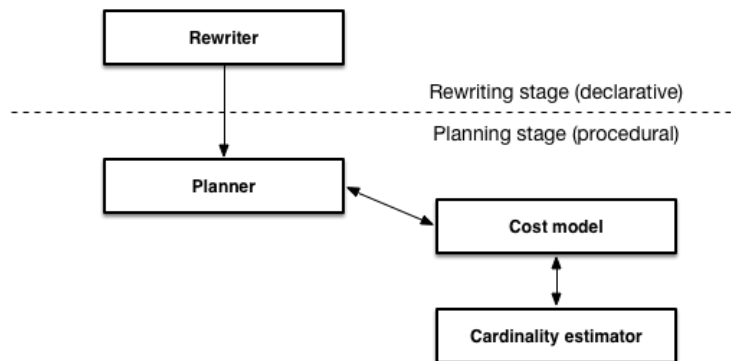 Rewriter
Rewriting stage (declarative)
Planning stage (procedural)
Planner
Cost model
Cardinality estimator